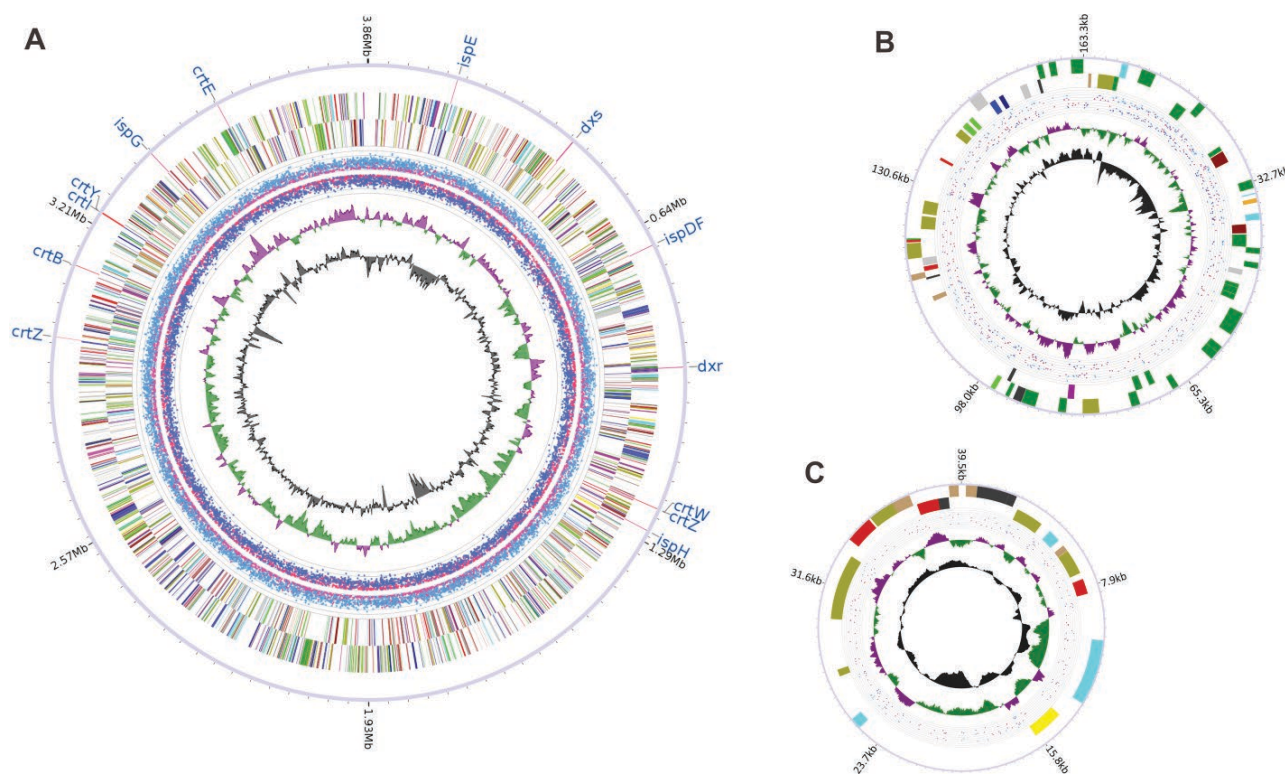 A
3.86Mb
ispE
dxs
0.64Mb
ispDF
dxr
crtW
crtZ
ispH
1.29Mb
1.93Mb
2.57Mb
crtZ
crtB
3.21Mb
crtI
crtY
ispG
crtE
B
163.3kb
32.7kb
65.3kb
98.0kb
130.6kb
C
39.5kb
7.9kb
15.8kb
23.7kb
31.6kb